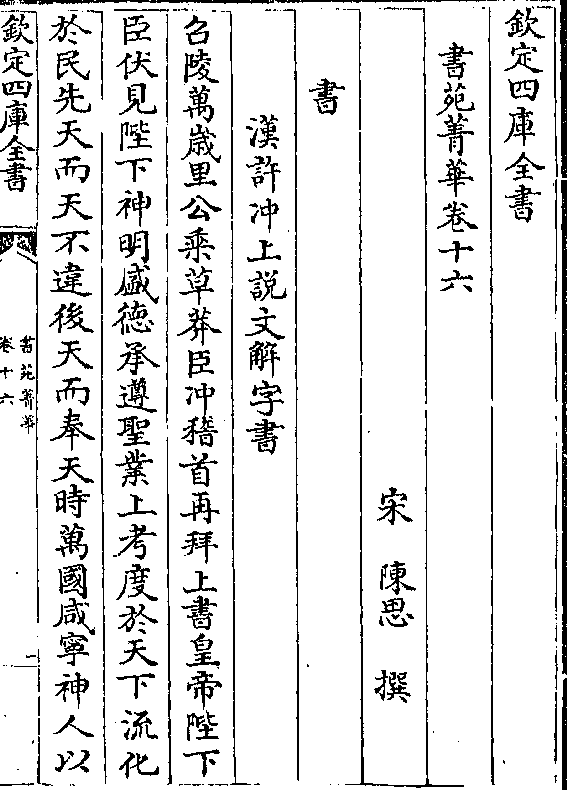 欽定四庫全書
書苑菁華卷十六
宋 陳思 撰
書
漢許冲上説文解字書
召陵萬歳里公乘草莽臣冲稽首再拜上書皇帝陛下
臣伏見陛下神明盛德承遵聖業上考度於天下流化
於民先天而天不違後天而奉天時萬國咸寧神人以
欽定四庫全書
書苑菁華
卷十六
一